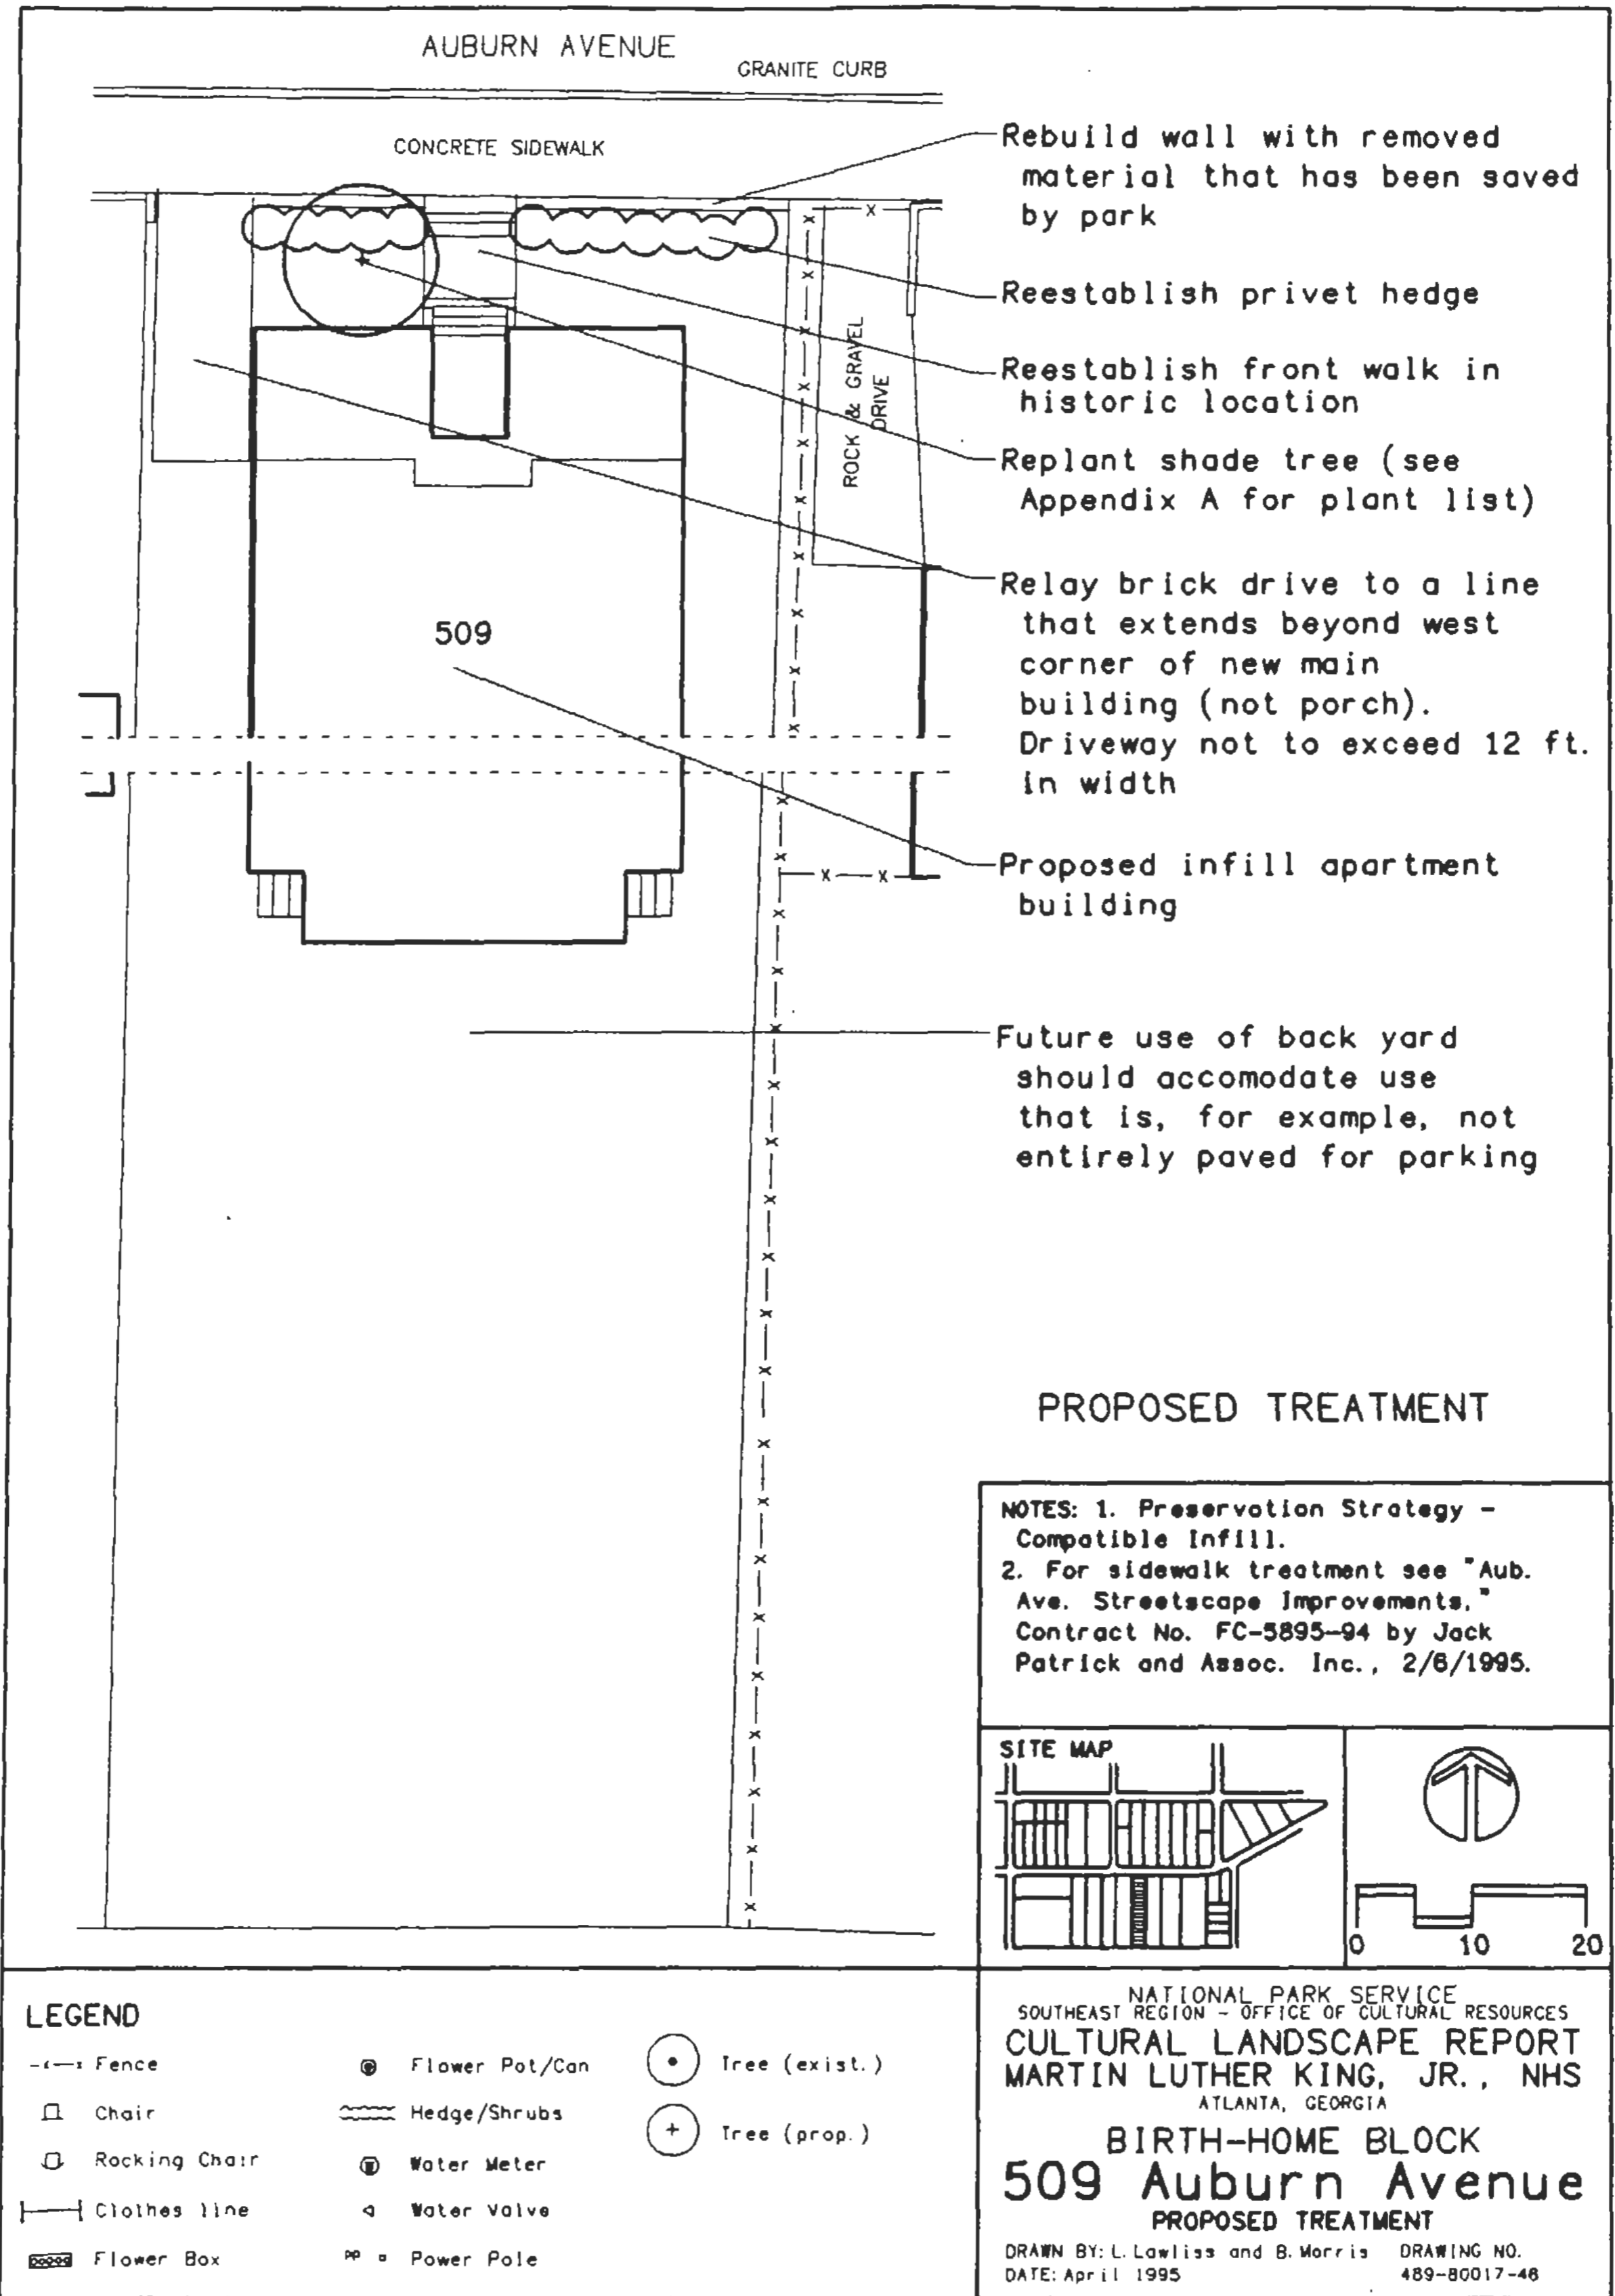 AUBURN AVENUE
GRANITE CURB
CONCRETE SIDEWALK
Rebuild wall with removed
material that has been saved
by park
Reestablish privet hedge
Reestablish front walk in
historic location
Replant shade tree (see
Appendix A for plant list)
Relay brick drive to a line
that extends beyond west
corner of new main
building (not porch).
Driveway not to exceed 12 ft.
in width
ROCK & GRAVEL
DRIVE
509
Proposed infill apartment
building
Future use of back yard
should accomodate use
that is, for example, not
entirely paved for parking
PROPOSED TREATMENT
NOTES: 1. Preservation Strategy -
Compatible Infill.
2. For sidewalk treatment see "Aub.
Ave. Streetscape Improvements,"
Contract No. FC-5895-94 by Jack
Patrick and Assoc. Inc., 2/6/1995.
SITE MAP
0 10 20
LEGEND
Fence
Chair
Rocking Chair
Clothes line
Flower Box
Flower Pot/Can
Hedge/Shrubs
Water Meter
Water Valve
PP Power Pole
Tree (exist.)
Tree (prop.)
NATIONAL PARK SERVICE
SOUTHEAST REGION - OFFICE OF CULTURAL RESOURCES
CULTURAL LANDSCAPE REPORT
MARTIN LUTHER KING, JR., NHS
ATLANTA, GEORGIA
BIRTH-HOME BLOCK
509 Auburn Avenue
PROPOSED TREATMENT
DRAWN BY: L. Lawliss and B. Morris DRAWING NO.
DATE: April 1995 489-80017-46